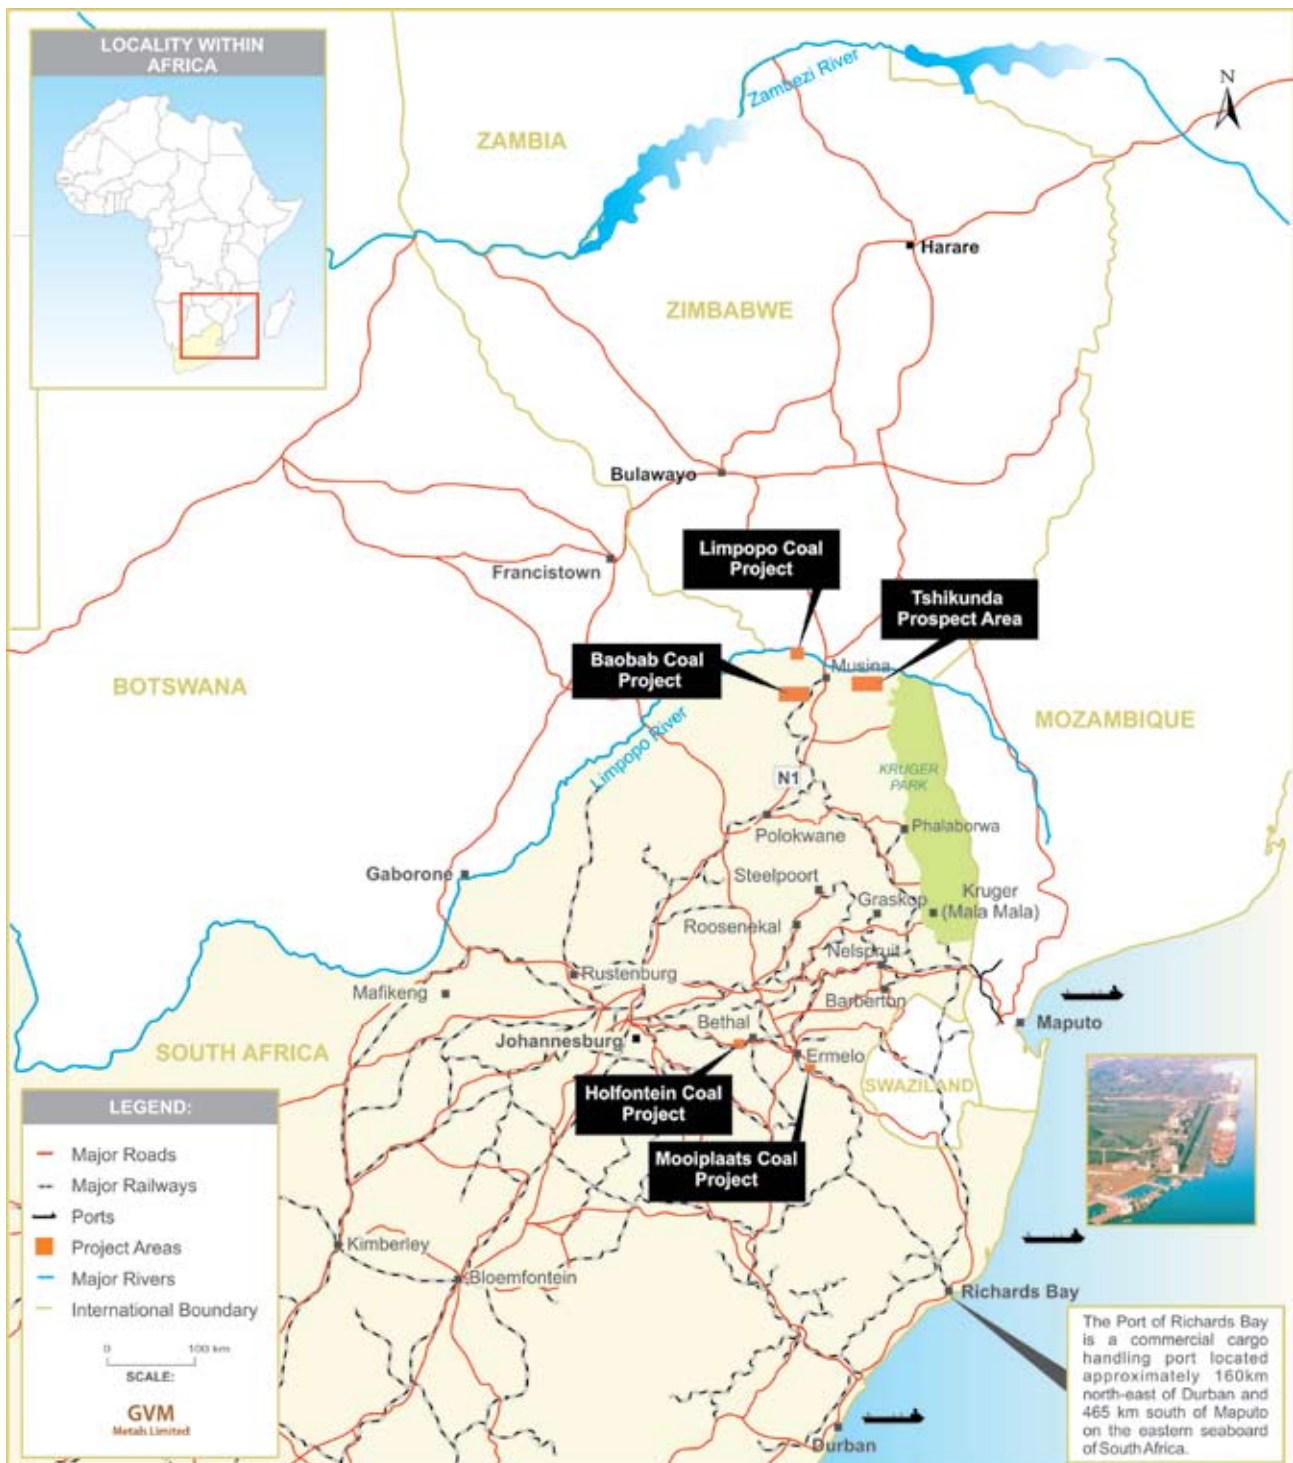 LOCALITY WITHIN
AFRICA
N
Zambezi River
ZAMBIA
Harare
ZIMBABWE
Bulawayo
Limpopo Coal
Project
Francistown
Tshikunda
Prospect Area
Baobab Coal
Project
Musina
BOTSWANA
MOZAMBIQUE
Limpopo River
N1
KRUGER
PARK
Polokwane
Phalaborwa
Gaborone
Steelpoort
Graskop
Kruger
(Mala Mala)
Roosenekal
Nelspruit
Rustenburg
Mafikeng
Barberton
Maputo
Bethal
Johannesburg
SOUTH AFRICA
Ermelo
SWAZILAND
Holfontein Coal
Project
Mooiplaats Coal
Project
LEGEND:
Major Roads
Major Railways
Ports
Project Areas
Major Rivers
International Boundary
0 100 km
SCALE:
GVM
Metals Limited
Kimberley
Bloemfontein
Richards Bay
Durban
The Port of Richards Bay
is a commercial cargo
handling port located
approximately 160km
north-east of Durban and
465 km south of Maputo
on the eastern seaboard
of South Africa.